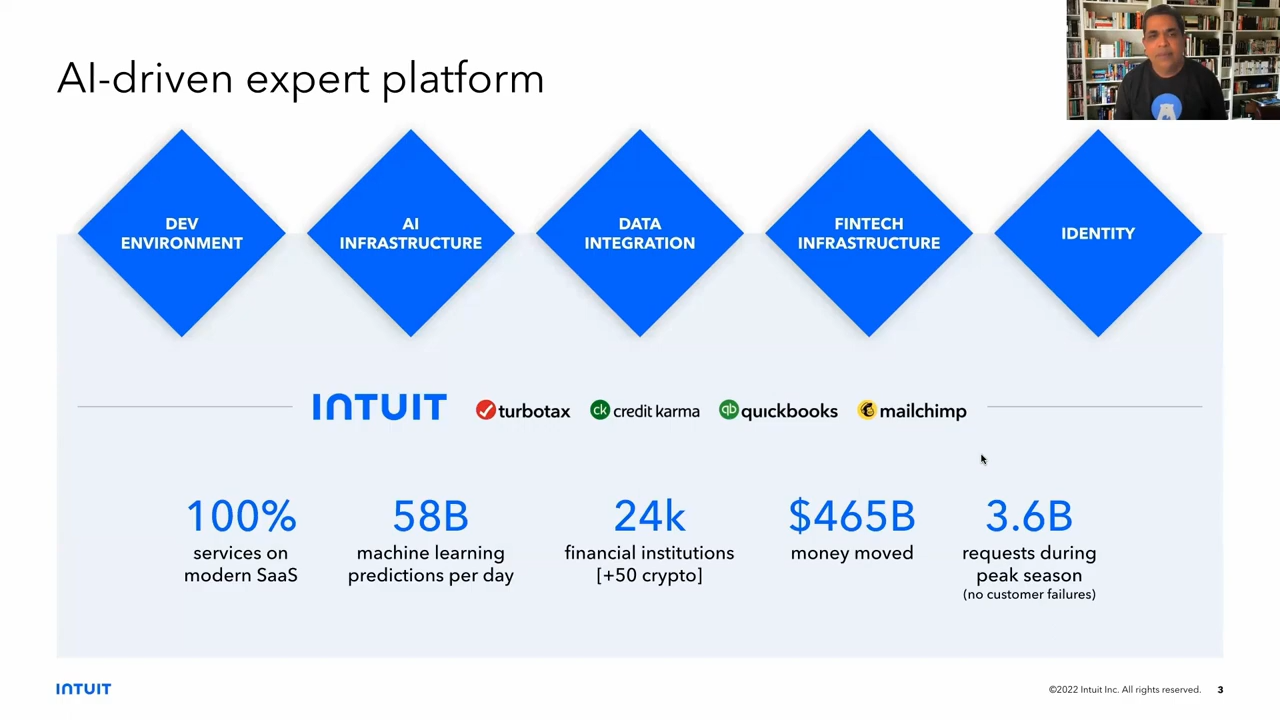 AI-driven expert platform
DEV
ENVIRONMENT
AI
INFRASTRUCTURE
DATA
INTEGRATION
FINTECH
INFRASTRUCTURE
IDENTITY
INTUIT
turbotax
ck credit karma
qb quickbooks
mailchimp
100%
services on
modern SaaS
58B
machine learning
predictions per day
24k
financial institutions
[+50 crypto]
$465B
money moved
3.6B
requests during
peak season
(no customer failures)
INTUIT
©2022 Intuit Inc. All rights reserved. 3